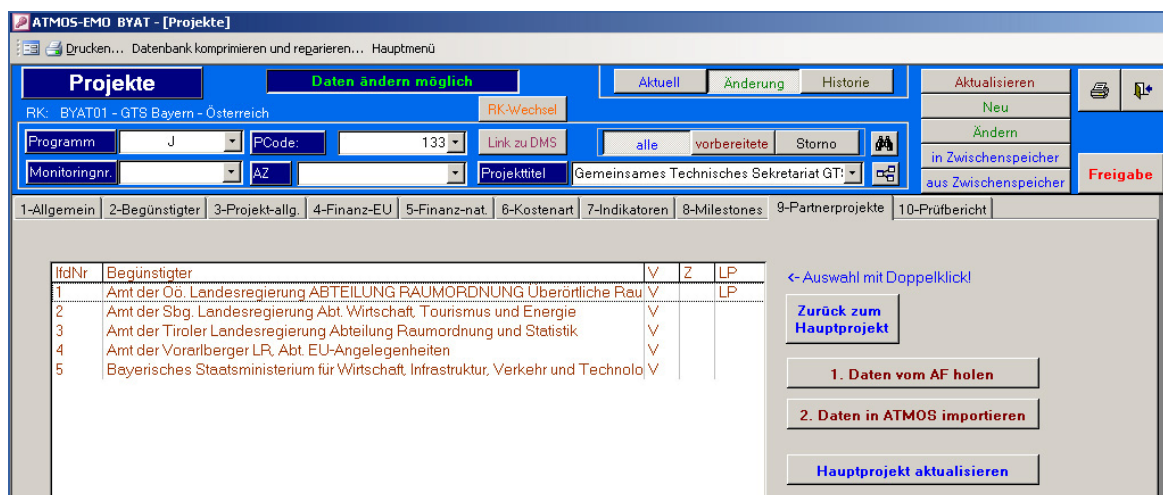 ATMOS-EMO BYAT - [Projekte]
Drucken... Datenbank komprimieren und reparieren... Hauptmenü
Projekte Daten ändern möglich Aktuell Änderung Historie Aktualisieren
RK: BYAT01 - GTS Bayern - Österreich RK-Wechsel Neu
Programm J PCode: 133 Link zu DMS alle vorbereitete Storno Ändern
in Zwischenspeicher
Monitoringnr. AZ Projekttitel Gemeinsames Technisches Sekretariat GT: aus Zwischenspeicher Freigabe
1-Allgemein 2-Begünstigter 3-Projekt-allg. 4-Finanz-EU 5-Finanz-nat. 6-Kostenart 7-Indikatoren 8-Milestones 9-Partnerprojekte 10-Prüfbericht
lfdNr Begünstigter V Z LP
1 Amt der Oö. Landesregierung ABTEILUNG RAUMORDNUNG Überörtliche Rau V LP
2 Amt der Sbg. Landesregierung Abt. Wirtschaft, Tourismus und Energie V
3 Amt der Tiroler Landesregierung Abteilung Raumordnung und Statistik V
4 Amt der Vorarlberger LR, Abt. EU-Angelegenheiten V
5 Bayerisches Staatsministerium für Wirtschaft, Infrastruktur, Verkehr und Technolo V
<- Auswahl mit Doppelklick!
Zurück zum
Hauptprojekt
1. Daten vom AF holen
2. Daten in ATMOS importieren
Hauptprojekt aktualisieren